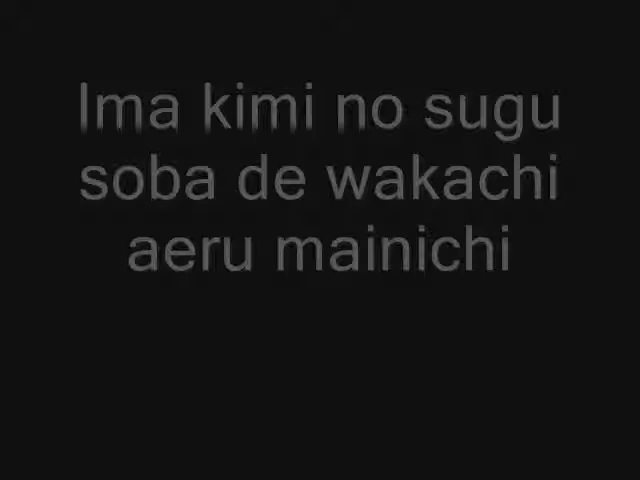 Ima kimi no sugu
soba de wakachi
aeru mainichi